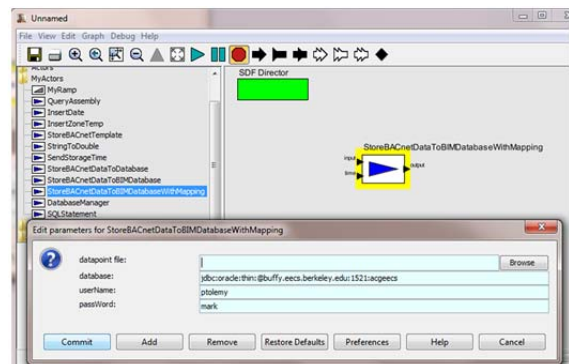 Unnamed
File View Edit Graph Debug Help
Actors
MyActors
MyRamp
QueryAssembly
InsertDate
InsertZoneTemp
StoreBACnetTemplate
StringToDouble
SendStorageTime
StoreBACnetDataToDatabase
StoreBACnetDataToBIMDatabase
StoreBACnetDataToBIMDatabaseWithMapping
DatabaseManager
SQLStatement
SDF Director
StoreBACnetDataToBIMDatabaseWithMapping
input
time
output
Edit parameters for StoreBACnetDataToBIMDatabaseWithMapping
datapoint file:
Browse
database:
jdbc:oracle:thin:@buffy.eecs.berkeley.edu:1521:acgeecs
userName:
ptolemy
passWord:
mark
Commit Add Remove Restore Defaults Preferences Help Cancel